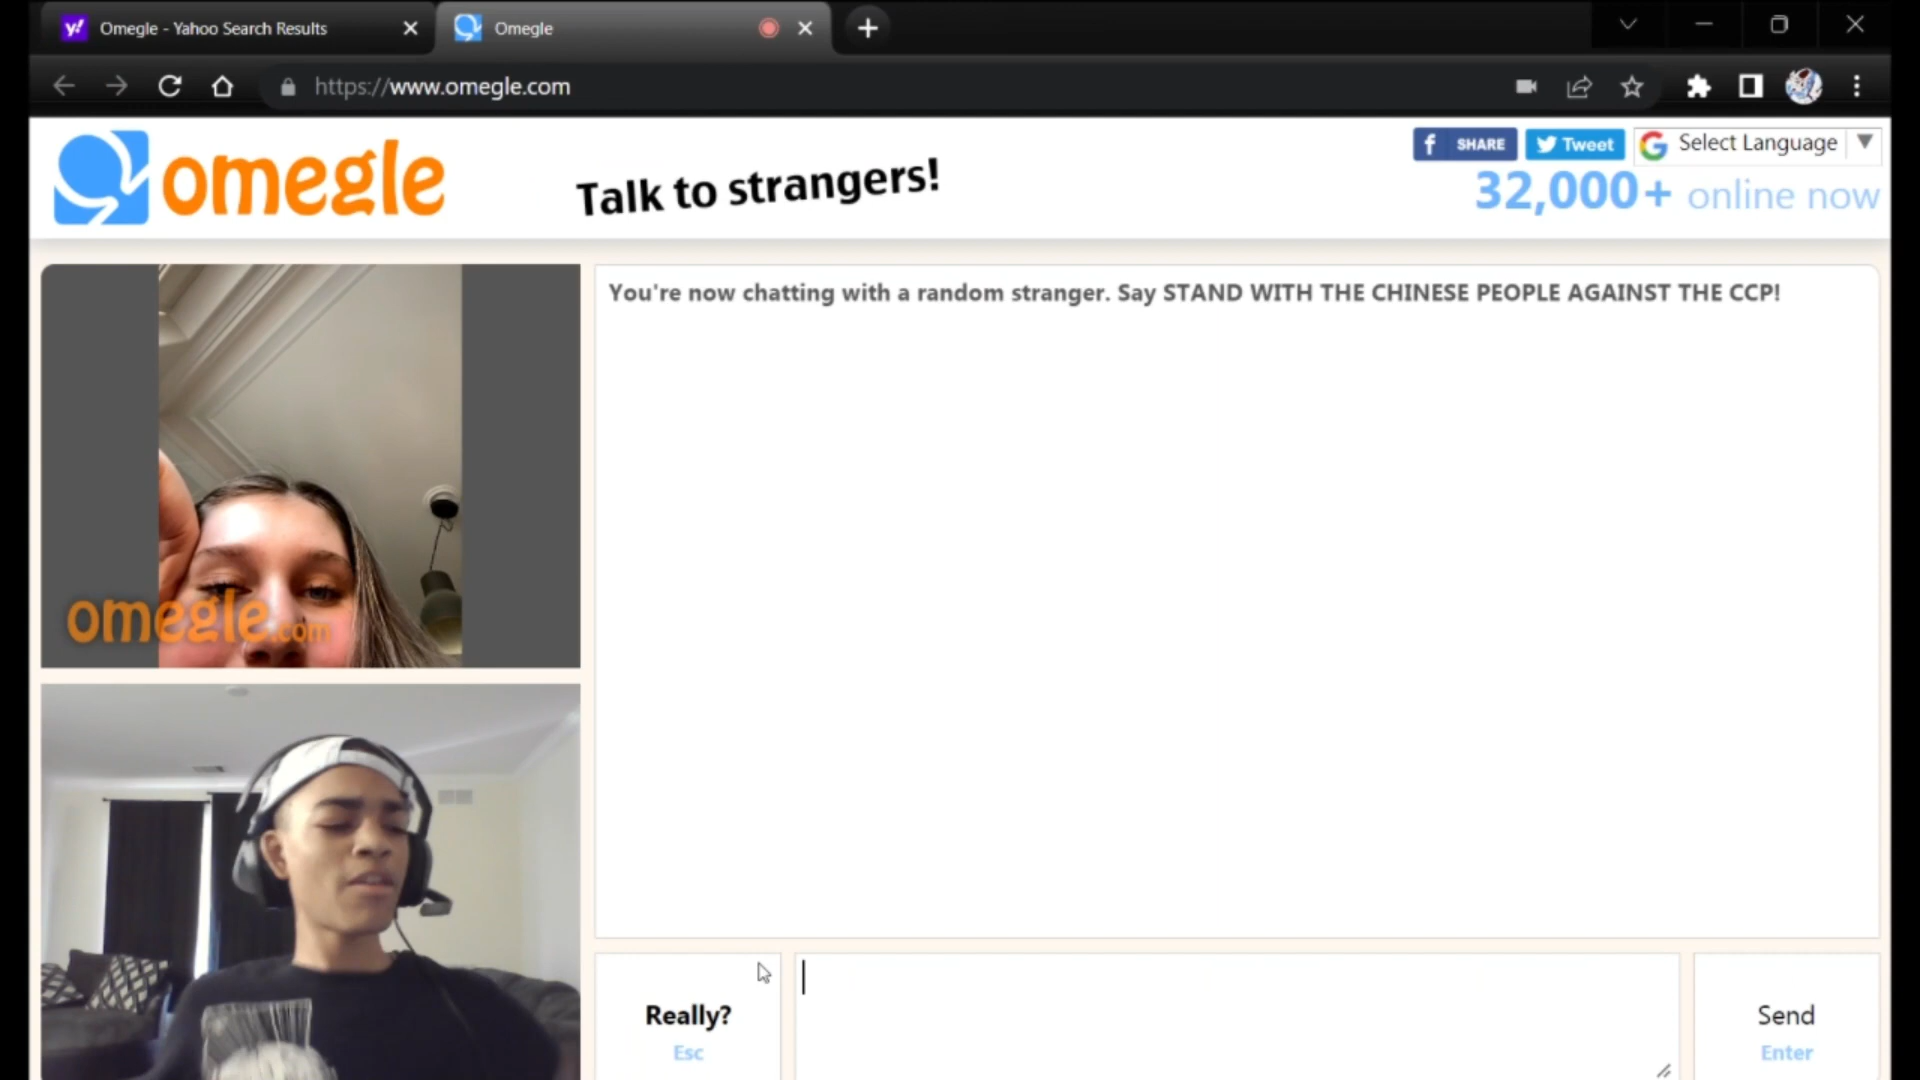 Omegle - Yahoo Search Results
Omegle
https://www.omegle.com
omegle
Talk to strangers!
f SHARE
Tweet
G Select Language
32,000+ online now
You're now chatting with a random stranger. Say STAND WITH THE CHINESE PEOPLE AGAINST THE CCP!
omegle.com
Really?
Esc
Send
Enter